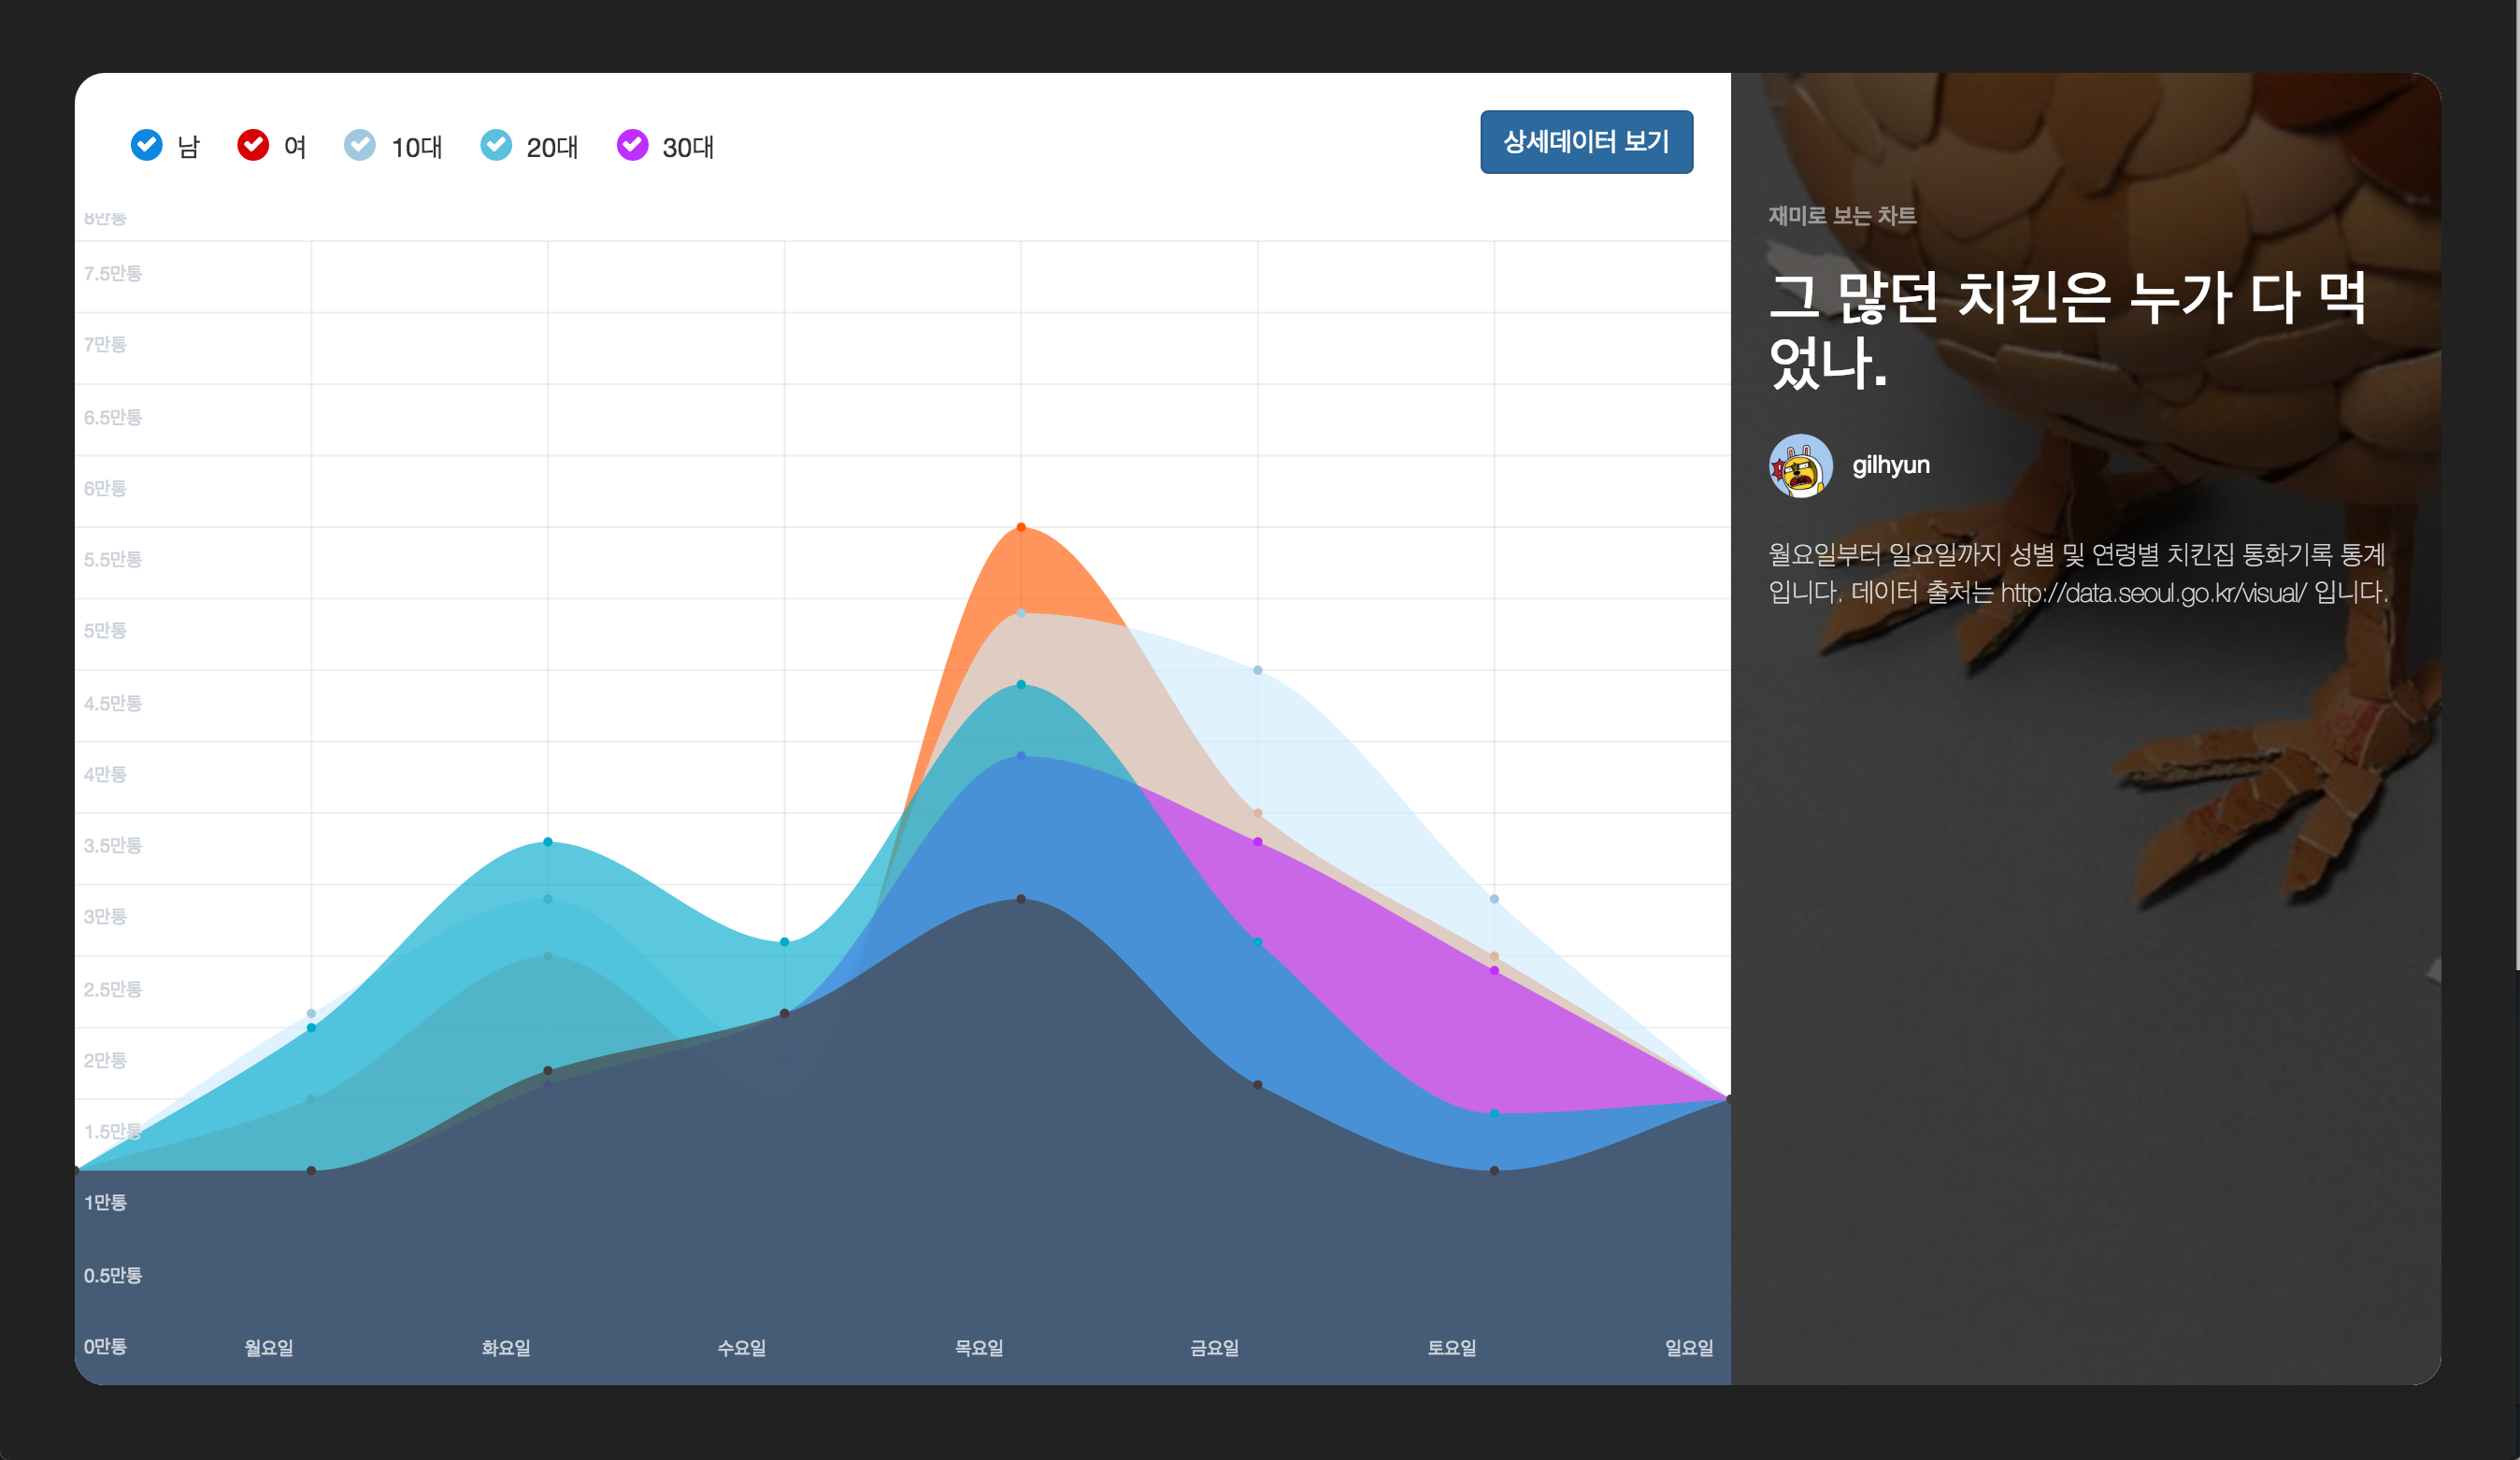 남 여 10대 20대 30대
상세데이터 보기
8만통
7.5만통
7만통
6.5만통
6만통
5.5만통
5만통
4.5만통
4만통
3.5만통
3만통
2.5만통
2만통
1.5만통
1만통
0.5만통
0만통
월요일 화요일 수요일 목요일 금요일 토요일 일요일
재미로 보는 차트
그 많던 치킨은 누가 다 먹
었나.
gilhyun
월요일부터 일요일까지 성별 및 연령별 치킨집 통화기록 통계
입니다. 데이터 출처는 http://data.seoul.go.kr/visual/ 입니다.